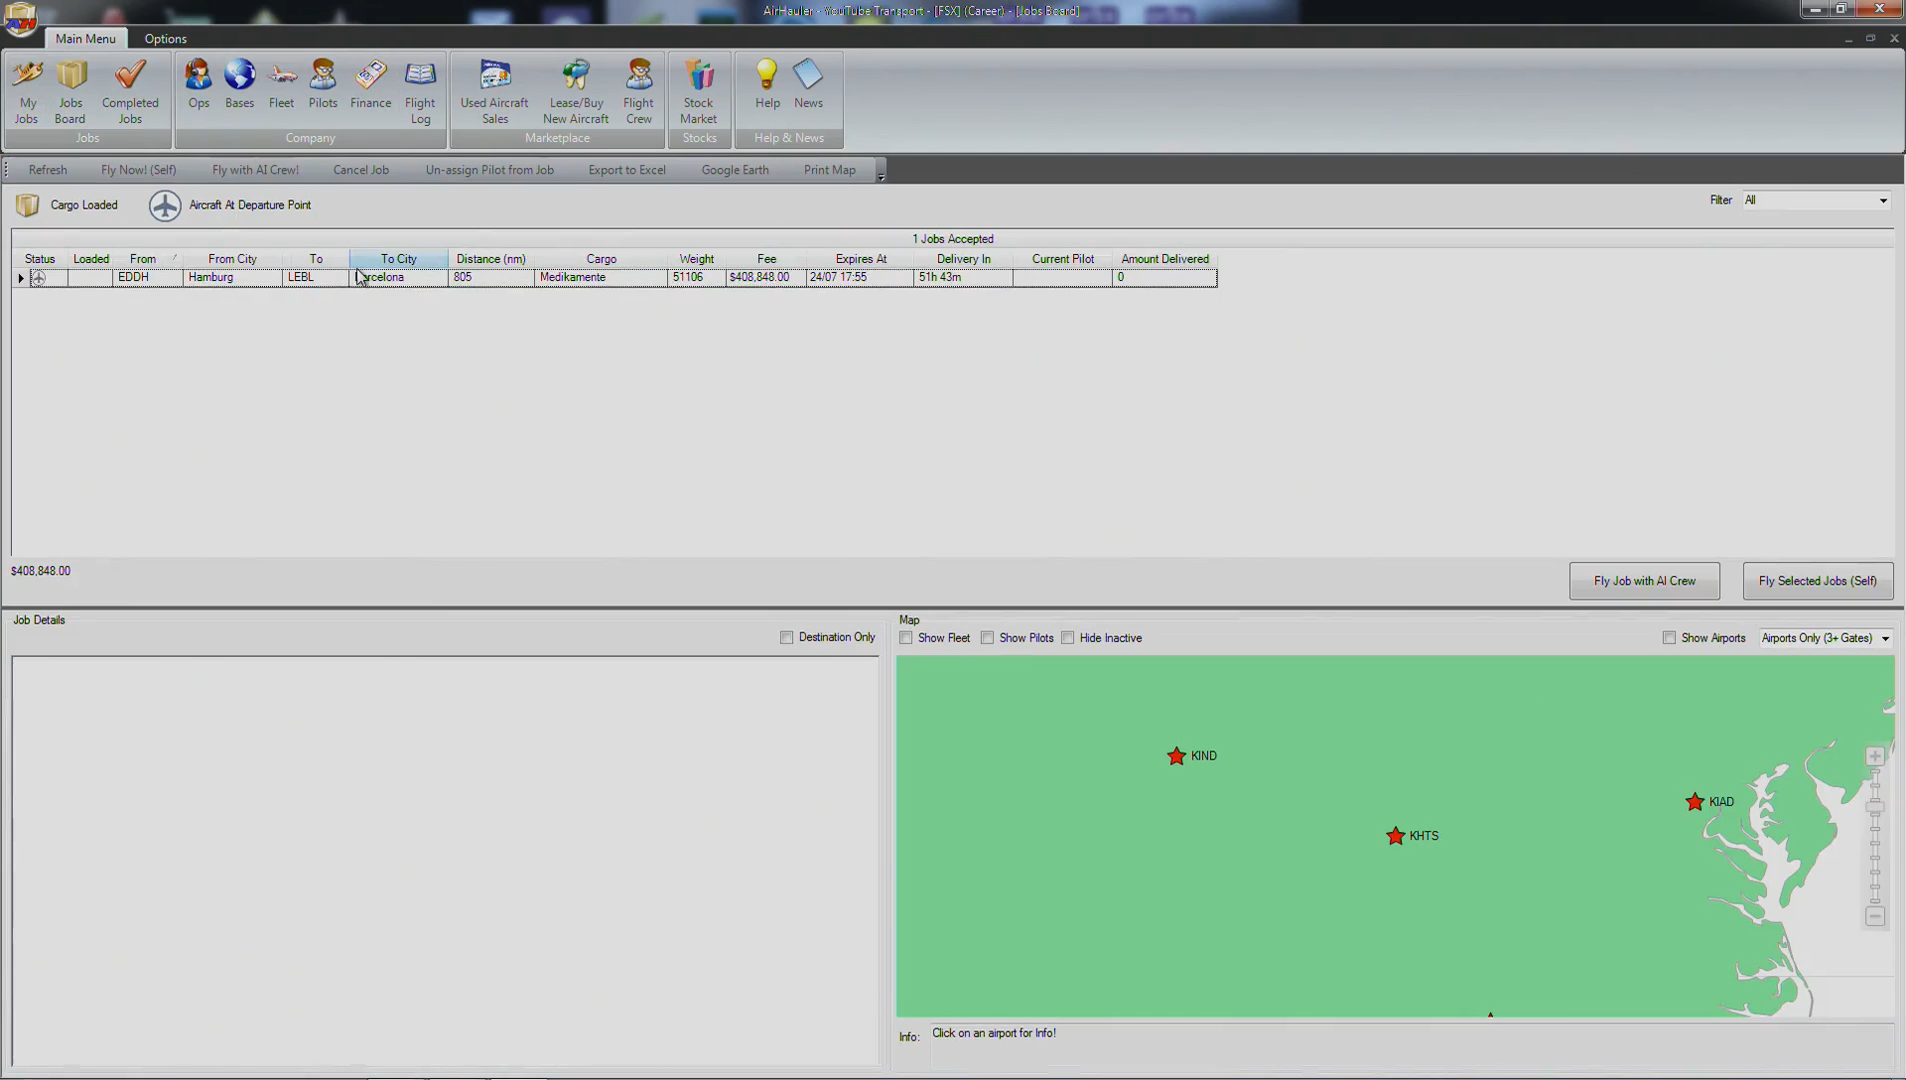 AirHauler - YouTube Transport - [FSX] (Career) - [Jobs Board]
Main Menu Options
My Jobs Jobs Board Completed Jobs Ops Bases Fleet Pilots Finance Flight Log Used Aircraft Sales Lease/Buy New Aircraft Flight Crew Stock Market Help News
Jobs Company Marketplace Stocks Help & News
Refresh Fly Now! (Self) Fly with AI Crew! Cancel Job Un-assign Pilot from Job Export to Excel Google Earth Print Map
Cargo Loaded Aircraft At Departure Point Filter All
1 Jobs Accepted
Status Loaded From From City To To City Distance (nm) Cargo Weight Fee Expires At Delivery In Current Pilot Amount Delivered
EDDH Hamburg LEBL Barcelona 805 Medikamente 51106 $408,848.00 24/07 17:55 51h 43m 0
$408,848.00 Fly Job with AI Crew Fly Selected Jobs (Self)
Job Details Map
Destination Only Show Fleet Show Pilots Hide Inactive Show Airports Airports Only (3+ Gates)
KIND
KIAD
KHTS
Info: Click on an airport for Info!